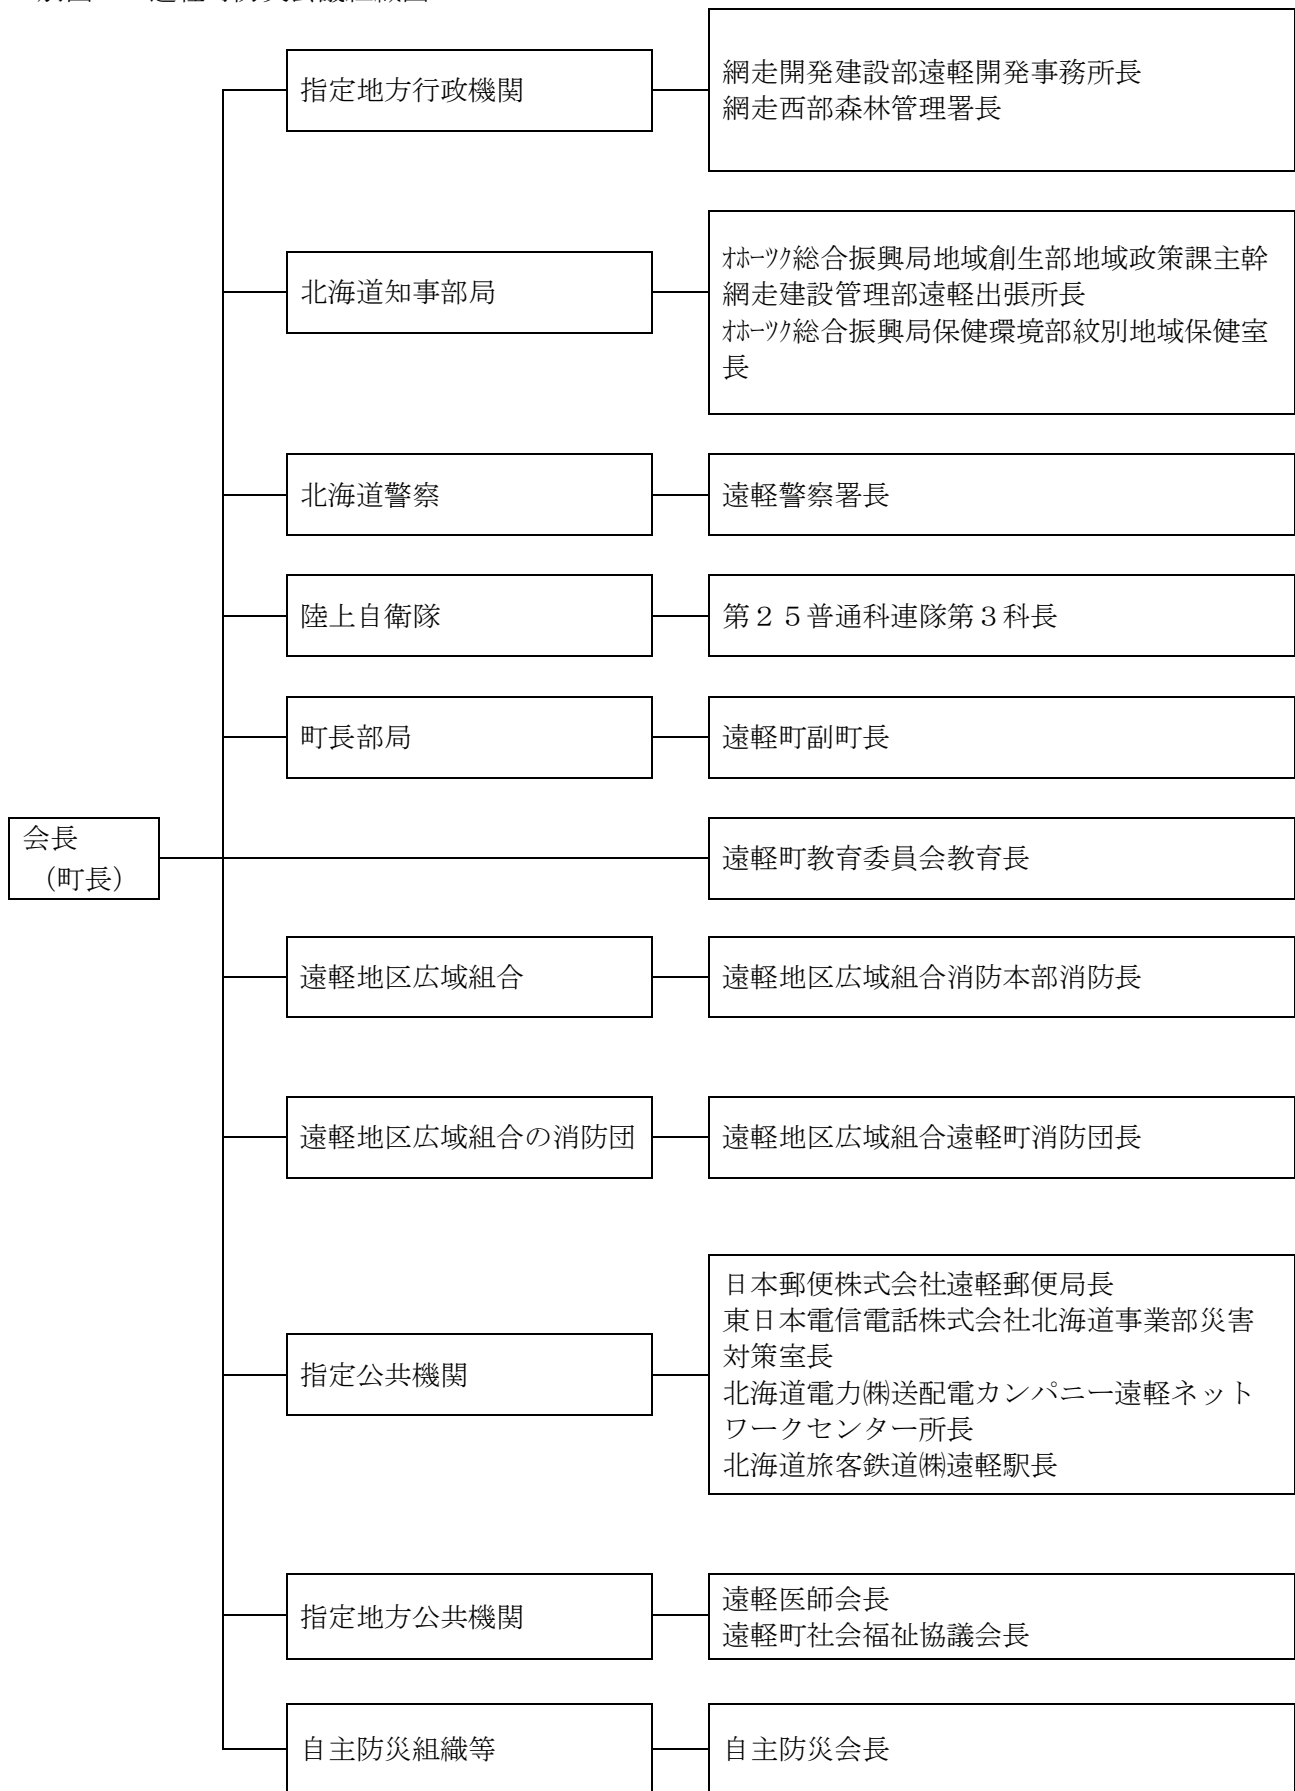 指定地方行政機関
網走開発建設部遠軽開発事務所長
網走西部森林管理署長
北海道知事部局
ｵﾎｰﾂｸ総合振興局地域創生部地域政策課主幹
網走建設管理部遠軽出張所長
ｵﾎｰﾂｸ総合振興局保健環境部紋別地域保健室
長
北海道警察
遠軽警察署長
陸上自衛隊
第２５普通科連隊第３科長
町長部局
遠軽町副町長
会長
（町長）
遠軽町教育委員会教育長
遠軽地区広域組合
遠軽地区広域組合消防本部消防長
遠軽地区広域組合の消防団
遠軽地区広域組合遠軽町消防団長
指定公共機関
日本郵便株式会社遠軽郵便局長
東日本電信電話株式会社北海道事業部災害
対策室長
北海道電力㈱送配電カンパニー遠軽ネット
ワークセンター所長
北海道旅客鉄道㈱遠軽駅長
指定地方公共機関
遠軽医師会長
遠軽町社会福祉協議会長
自主防災組織等
自主防災会長